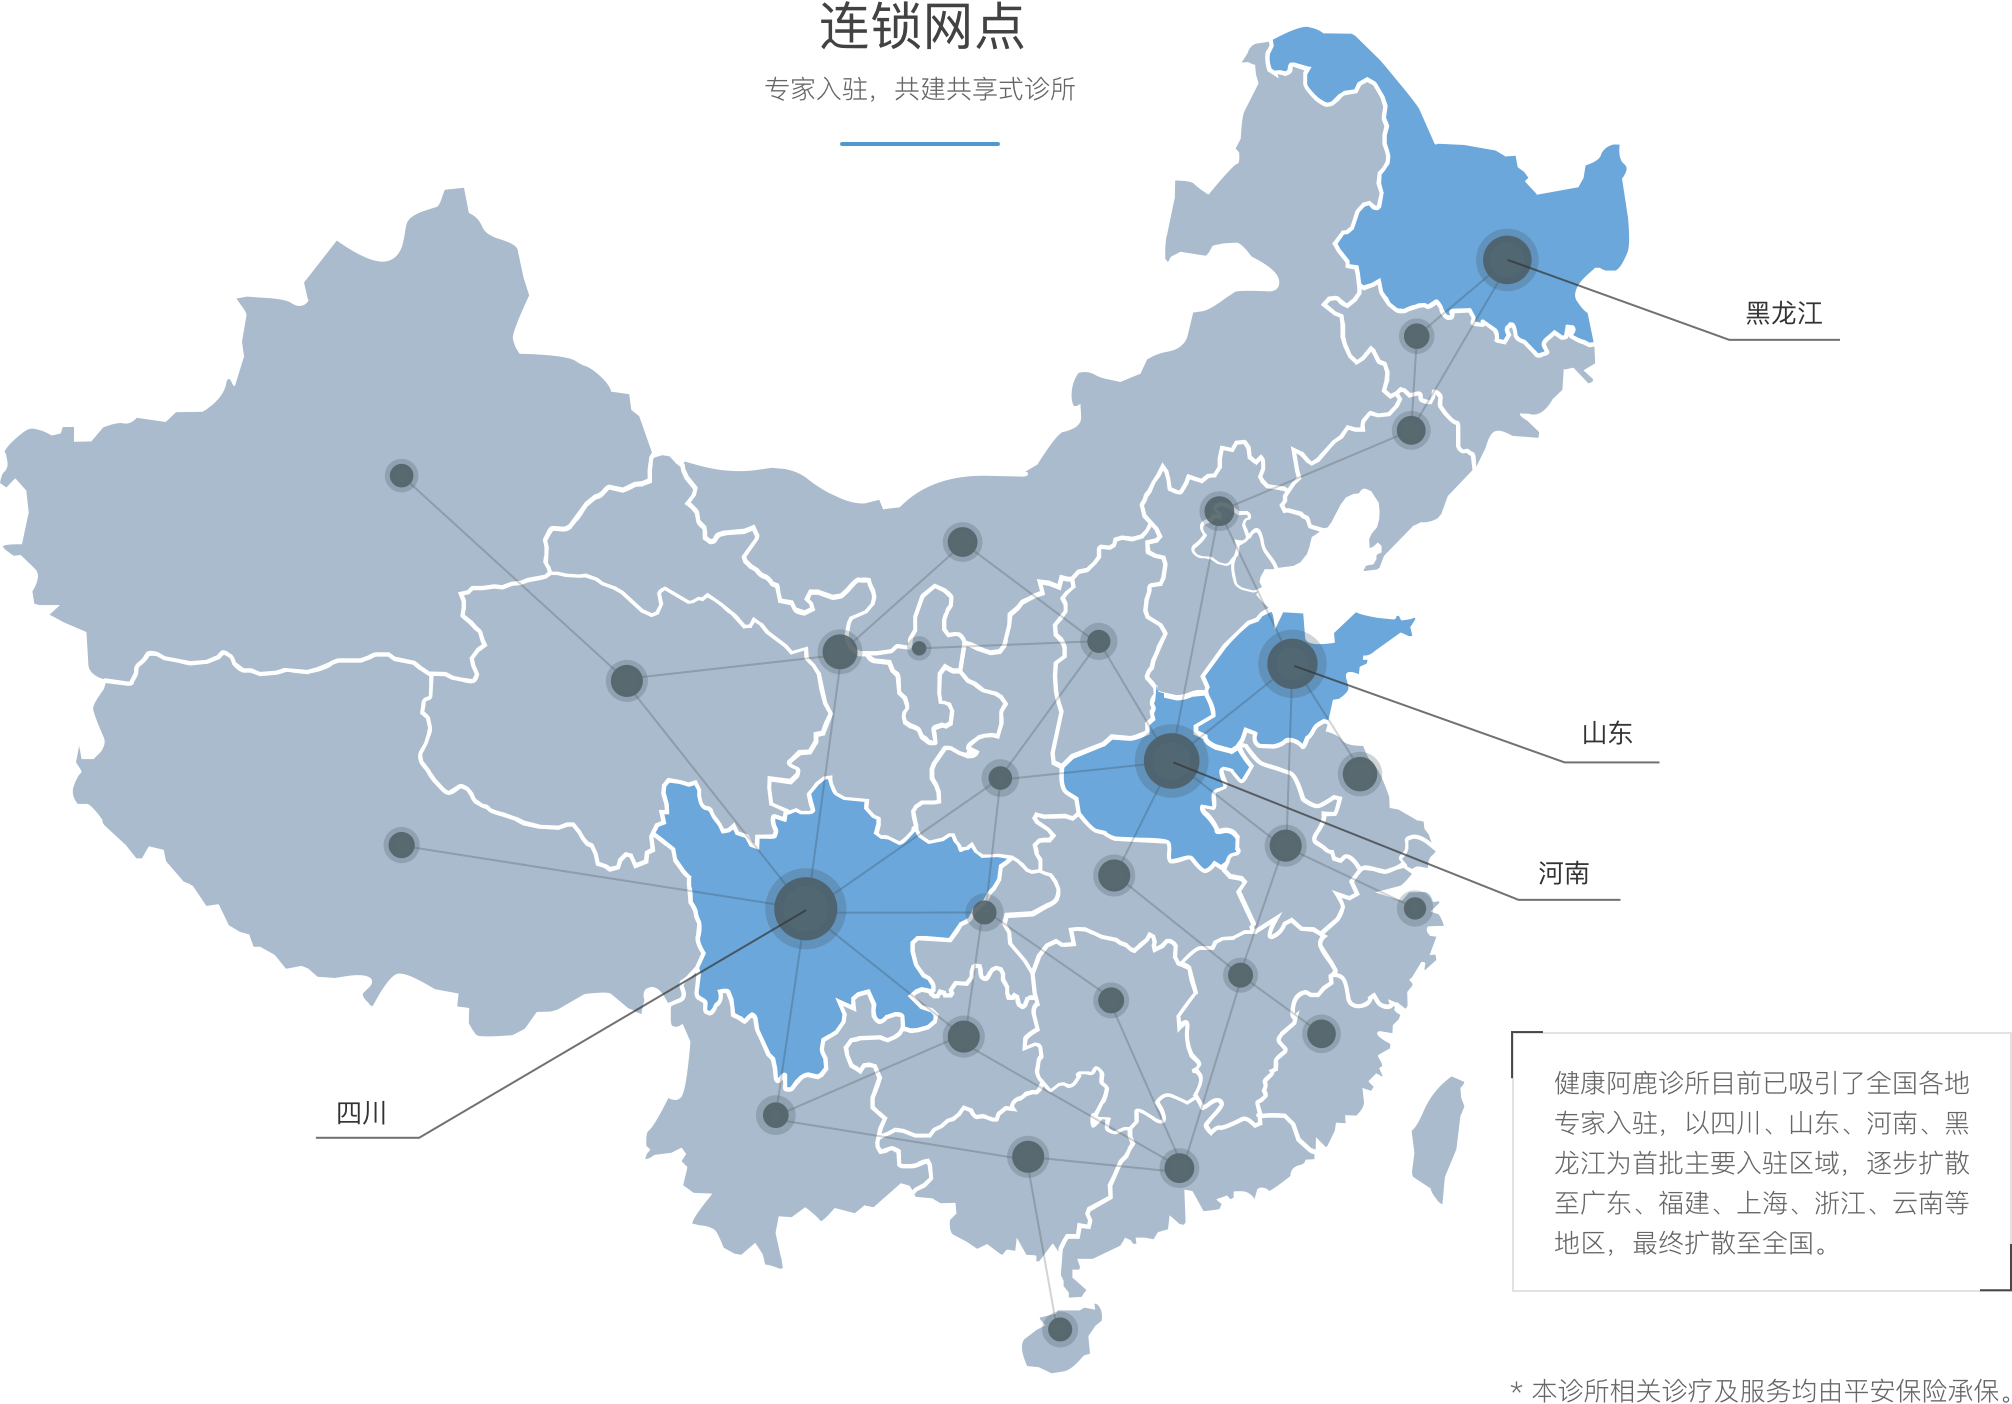 连锁网点
专家入驻，共建共享式诊所
黑龙江
山东
河南
四川
健康阿鹿诊所目前已吸引了全国各地
专家入驻，以四川、山东、河南、黑
龙江为首批主要入驻区域，逐步扩散
至广东、福建、上海、浙江、云南等
地区，最终扩散至全国。
* 本诊所相关诊疗及服务均由平安保险承保。